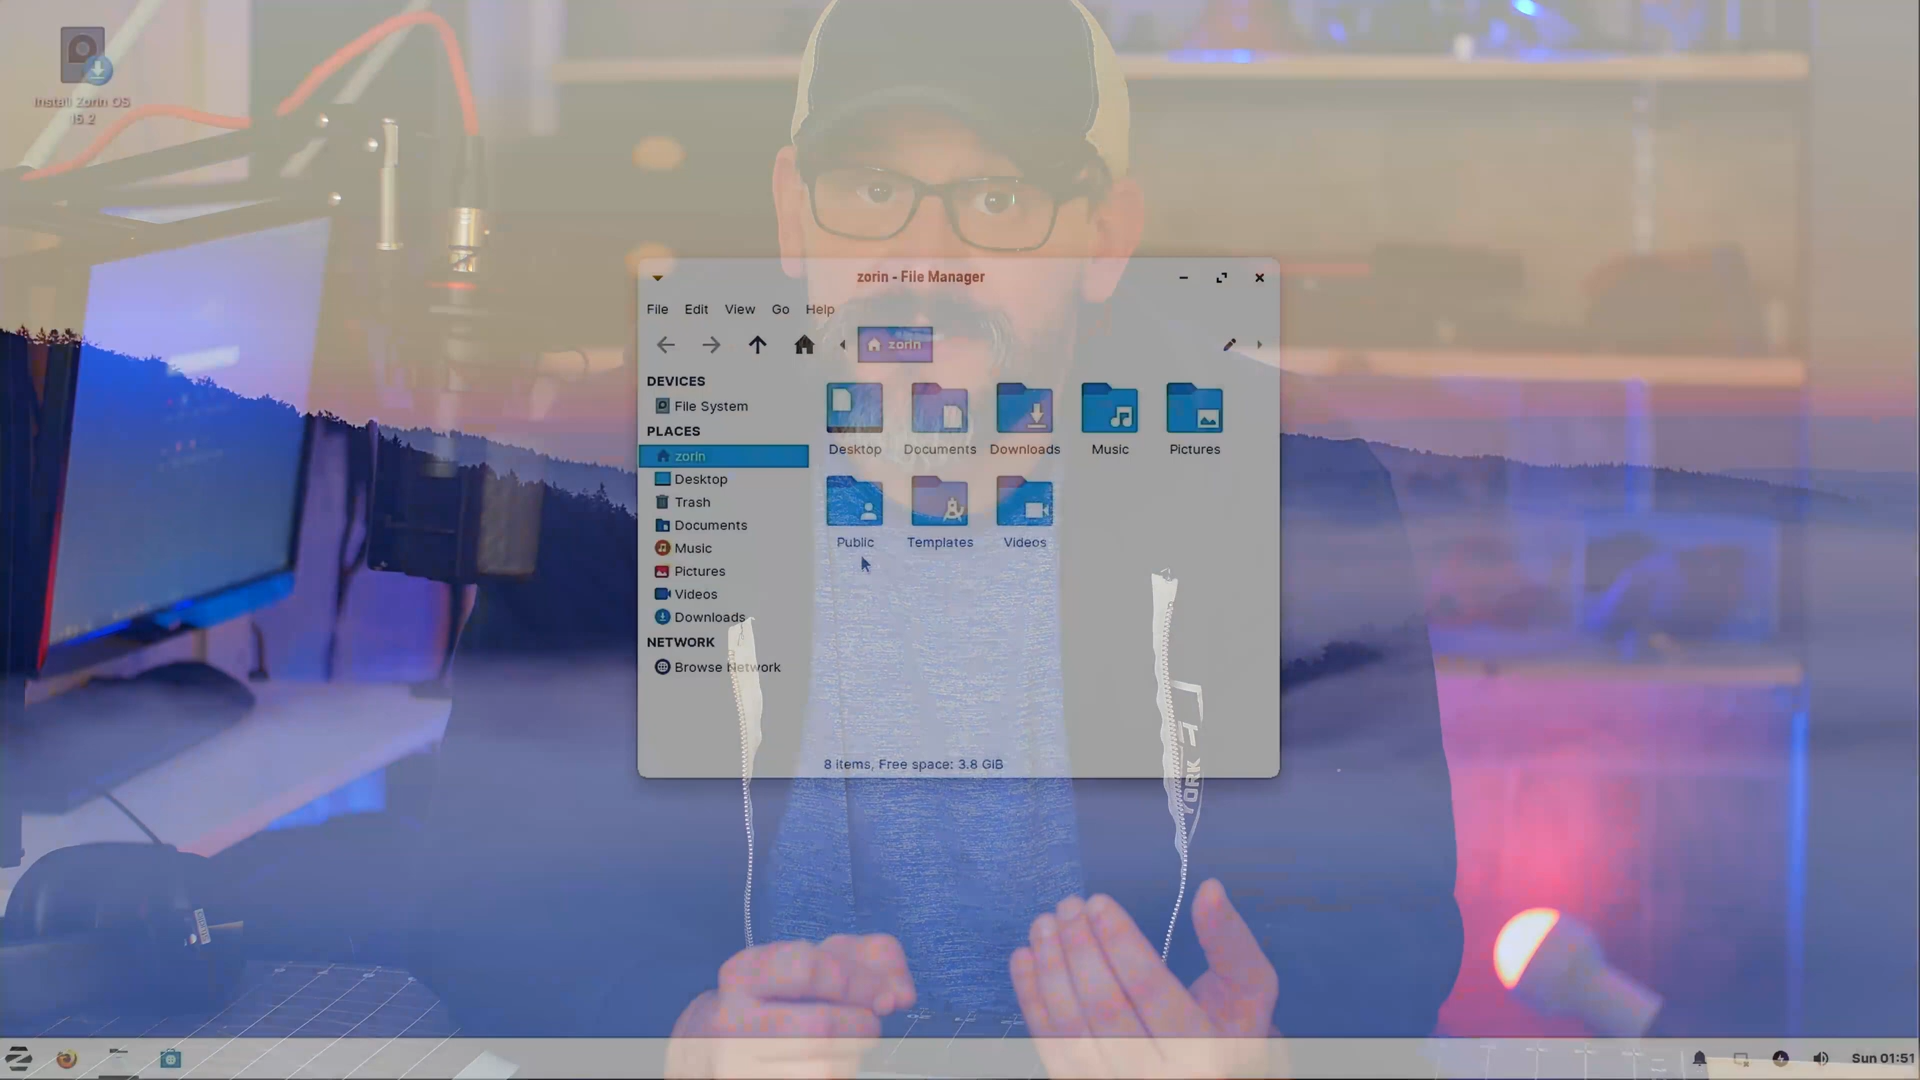 Install Zorin OS
15.2
zorin - File Manager
File Edit View Go Help
zorin
DEVICES
File System
PLACES
zorin
Desktop
Trash
Documents
Music
Pictures
Videos
Downloads
NETWORK
Browse Network
Desktop Documents Downloads Music Pictures
Public Templates Videos
8 items, Free space: 3.8 GiB
YORK
Sun 01:51